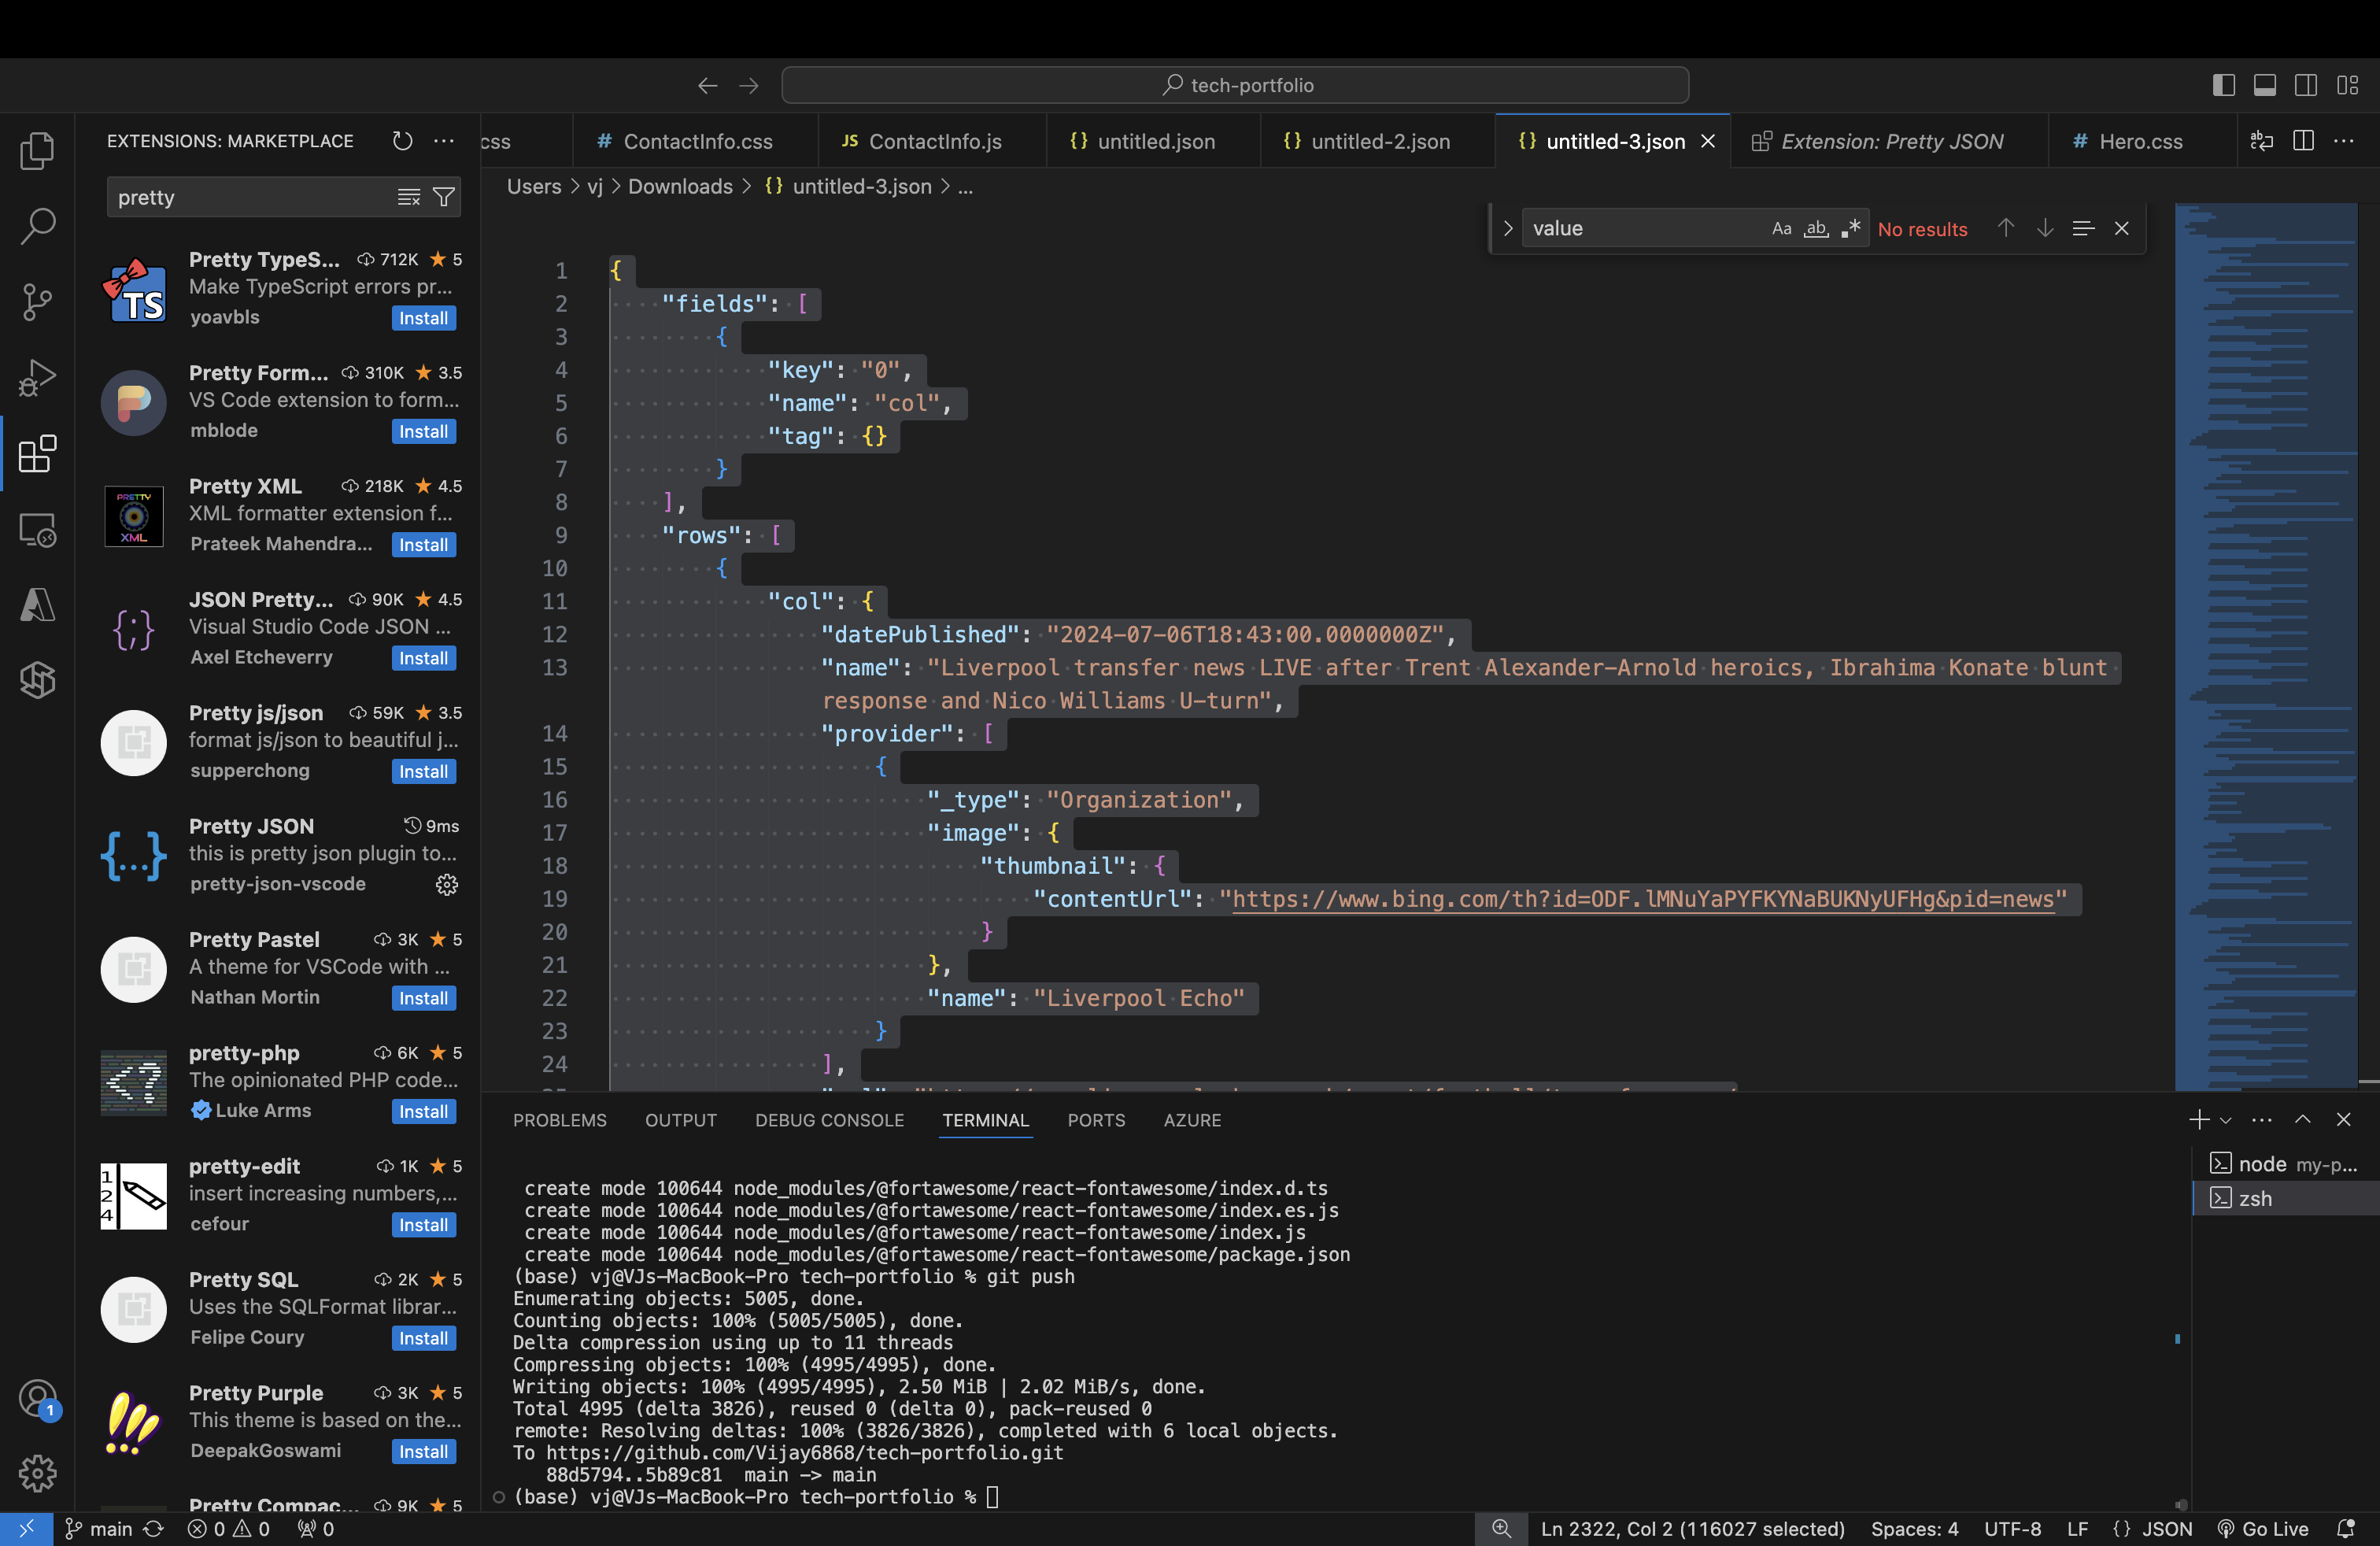 tech-portfolio
EXTENSIONS: MARKETPLACE
pretty
Pretty TypeS... 712K 5
Make TypeScript errors pr...
yoavbls Install
TS
Pretty Form... 310K 3.5
VS Code extension to form...
mblode Install
Pretty XML 218K 4.5
XML formatter extension f...
Prateek Mahendra... Install
PRETTY
XML
JSON Pretty... 90K 4.5
Visual Studio Code JSON ...
Axel Etcheverry Install
Pretty js/json 59K 3.5
format js/json to beautiful j...
supperchong Install
Pretty JSON 9ms
this is pretty json plugin to...
pretty-json-vscode
Pretty Pastel 3K 5
A theme for VSCode with ...
Nathan Mortin Install
pretty-php 6K 5
The opinionated PHP code...
Luke Arms Install
pretty-edit 1K 5
insert increasing numbers,...
cefour Install
1
2
4
Pretty SQL 2K 5
Uses the SQLFormat librar...
Felipe Coury Install
Pretty Purple 3K 5
This theme is based on the...
DeepakGoswami Install
Pretty Compac... 9K 5
1
css # ContactInfo.css JS ContactInfo.js {} untitled.json {} untitled-2.json {} untitled-3.json Extension: Pretty JSON # Hero.css
Users > vj > Downloads > {} untitled-3.json > ...
value Aa ab .* No results
1 {
2 "fields": [
3 {
4 "key": "0",
5 "name": "col",
6 "tag": {}
7 }
8 ],
9 "rows": [
10 {
11 "col": {
12 "datePublished": "2024-07-06T18:43:00.0000000Z",
13 "name": "Liverpool transfer news LIVE after Trent Alexander-Arnold heroics, Ibrahima Konate blunt
response and Nico Williams U-turn",
14 "provider": [
15 {
16 "_type": "Organization",
17 "image": {
18 "thumbnail": {
19 "contentUrl": "https://www.bing.com/th?id=ODF.lMNuYaPYFKYNaBUKNyUFHg&pid=news"
20 }
21 },
22 "name": "Liverpool Echo"
23 }
24 ],
PROBLEMS OUTPUT DEBUG CONSOLE TERMINAL PORTS AZURE
create mode 100644 node_modules/@fortawesome/react-fontawesome/index.d.ts
create mode 100644 node_modules/@fortawesome/react-fontawesome/index.es.js
create mode 100644 node_modules/@fortawesome/react-fontawesome/index.js
create mode 100644 node_modules/@fortawesome/react-fontawesome/package.json
(base) vj@VJs-MacBook-Pro tech-portfolio % git push
Enumerating objects: 5005, done.
Counting objects: 100% (5005/5005), done.
Delta compression using up to 11 threads
Compressing objects: 100% (4995/4995), done.
Writing objects: 100% (4995/4995), 2.50 MiB | 2.02 MiB/s, done.
Total 4995 (delta 3826), reused 0 (delta 0), pack-reused 0
remote: Resolving deltas: 100% (3826/3826), completed with 6 local objects.
To https://github.com/Vijay6868/tech-portfolio.git
88d5794..5b89c81 main -> main
(base) vj@VJs-MacBook-Pro tech-portfolio %
node my-p...
zsh
main 0 0 0
Ln 2322, Col 2 (116027 selected) Spaces: 4 UTF-8 LF {} JSON Go Live